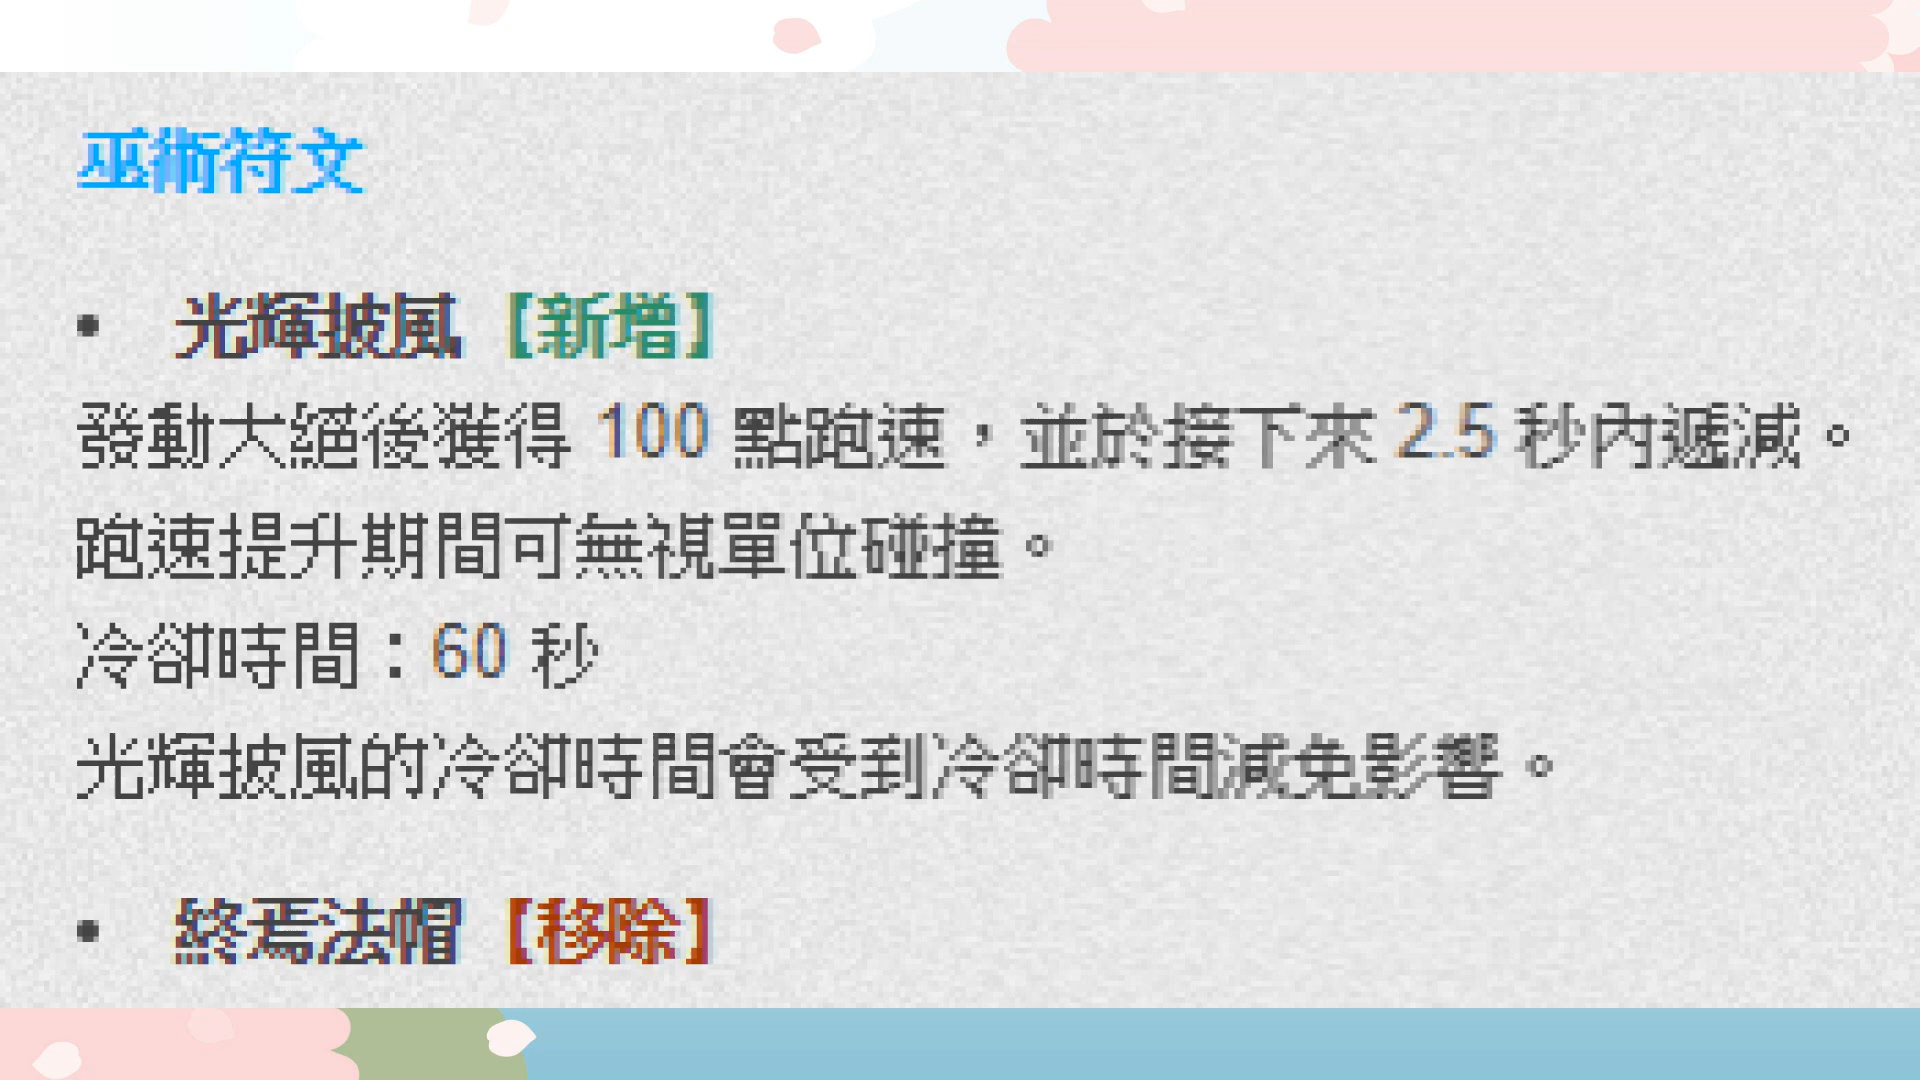 巫術符文
• 光輝披風【新增】
發動大絕後獲得 100 點跑速，並於接下來 2.5 秒內遞減。
跑速提升期間可無視單位碰撞。
冷卻時間：60 秒
光輝披風的冷卻時間會受到冷卻時間減免影響。
• 終焉法帽【移除】